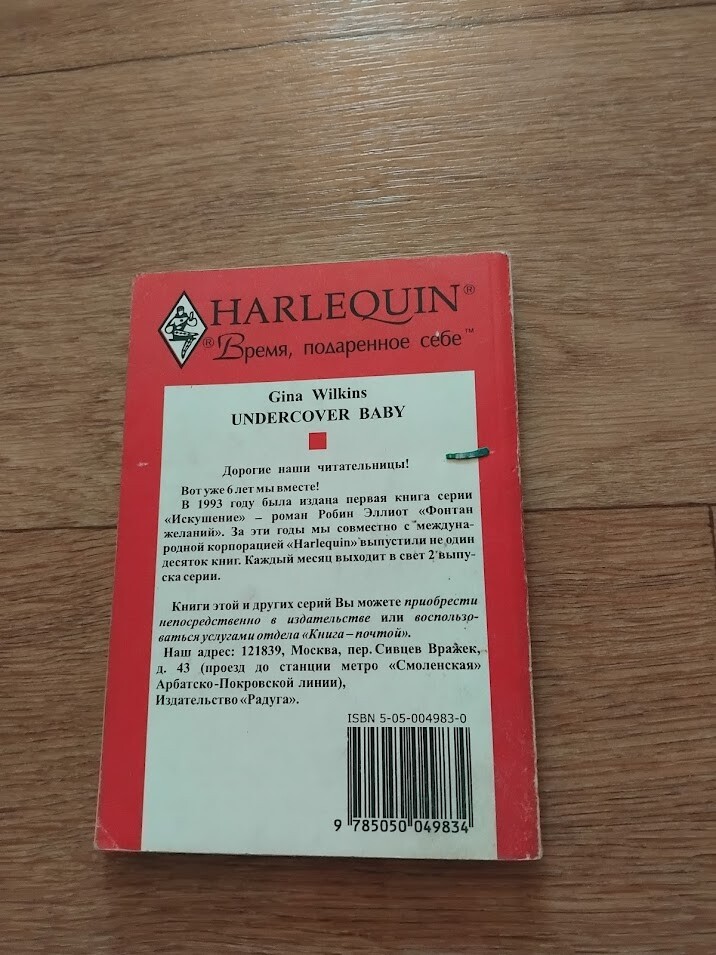 HARLEQUIN®
® Время, подаренное себе™
Gina Wilkins
UNDERCOVER BABY
Дорогие наши читательницы!
Вот уже 6 лет мы вместе!
В 1993 году была издана первая книга серии
«Искушение» – роман Робин Эллиот «Фонтан
желаний». За эти годы мы совместно с междуна-
родной корпорацией «Harlequin» выпустили не один
десяток книг. Каждый месяц выходит в свет 2 выпу-
ска серии.
Книги этой и других серий Вы можете приобрести
непосредственно в издательстве или воспользо-
ваться услугами отдела «Книга – почтой».
Наш адрес: 121839, Москва, пер. Сивцев Вражек,
д. 43 (проезд до станции метро «Смоленская»
Арбатско-Покровской линии),
Издательство «Радуга».
ISBN 5-05-004983-0
9 785050 049834